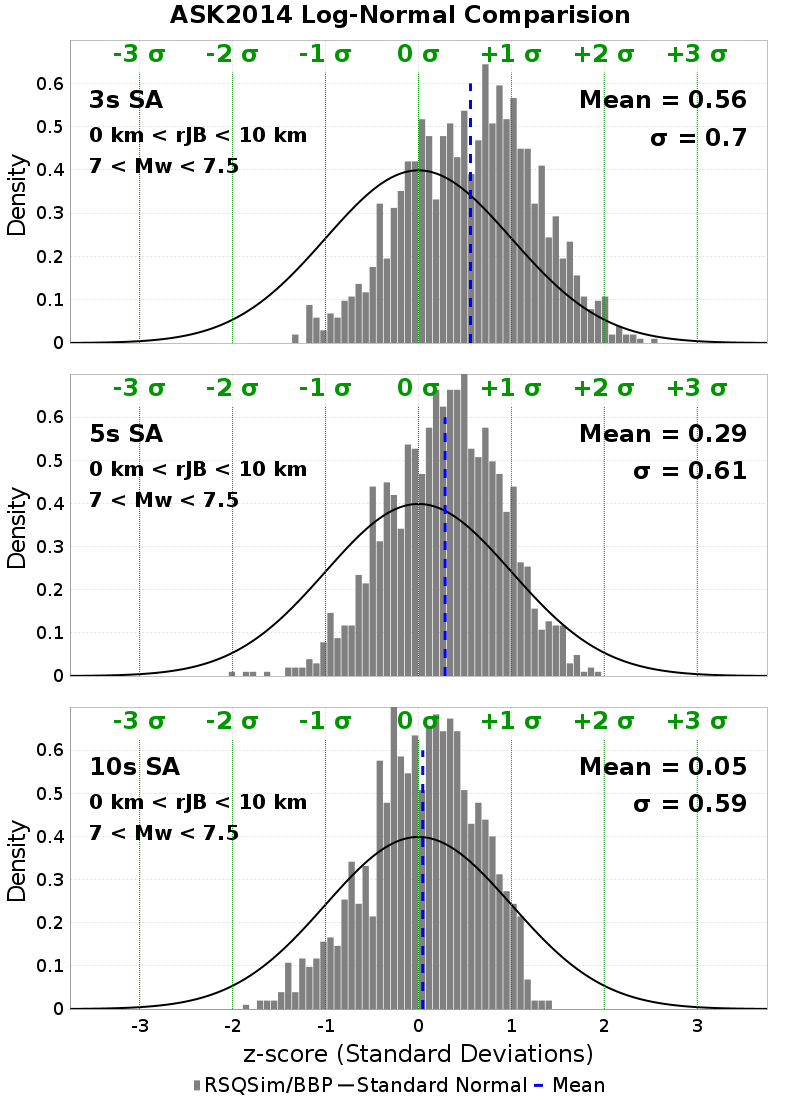 ASK2014 Log-Normal Comparision
-3 σ -2 σ -1 σ 0 σ +1 σ +2 σ +3 σ
3s SA
Mean = 0.56
0 km < rJB < 10 km
σ = 0.7
7 < Mw < 7.5
Density
0.6
0.5
0.4
0.3
0.2
0.1
0
-3 σ -2 σ -1 σ 0 σ +1 σ +2 σ +3 σ
5s SA
Mean = 0.29
0 km < rJB < 10 km
σ = 0.61
7 < Mw < 7.5
Density
0.6
0.5
0.4
0.3
0.2
0.1
0
-3 σ -2 σ -1 σ 0 σ +1 σ +2 σ +3 σ
10s SA
Mean = 0.05
0 km < rJB < 10 km
σ = 0.59
7 < Mw < 7.5
Density
0.6
0.5
0.4
0.3
0.2
0.1
0
-3 -2 -1 0 1 2 3
z-score (Standard Deviations)
RSQSim/BBP Standard Normal Mean